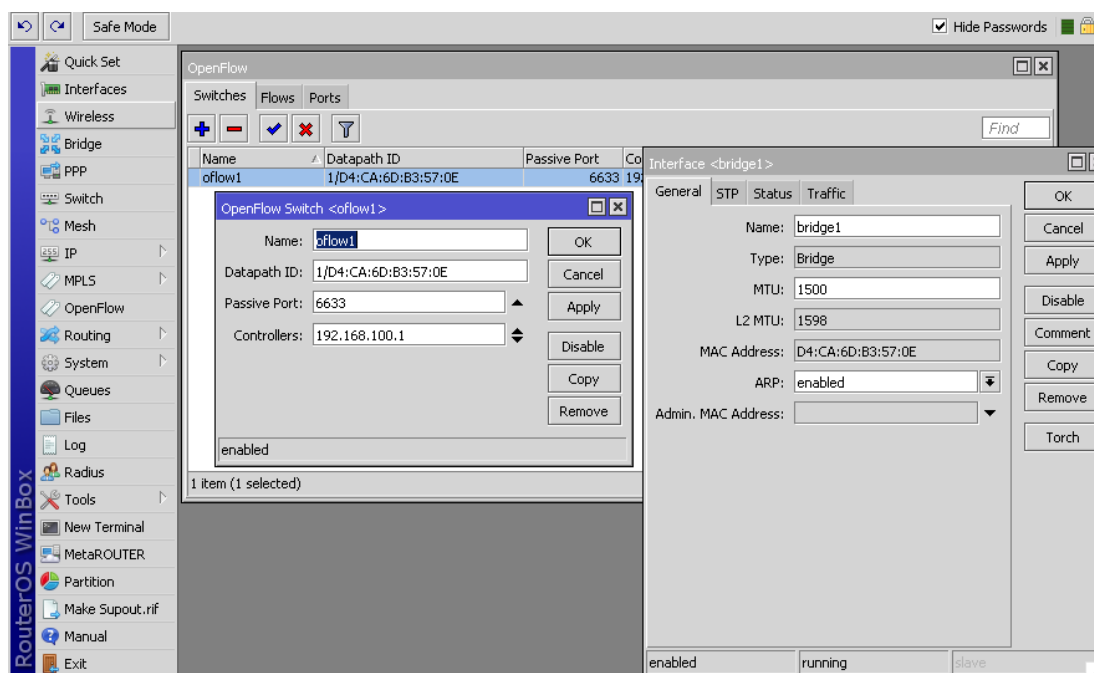 Safe Mode
Hide Passwords
RouterOS WinBox
Quick Set
Interfaces
Wireless
Bridge
PPP
Switch
Mesh
IP
MPLS
OpenFlow
Routing
System
Queues
Files
Log
Radius
Tools
New Terminal
MetaROUTER
Partition
Make Supout.rif
Manual
Exit
OpenFlow
Switches Flows Ports
Find
Name Datapath ID Passive Port Co
oflow1 1/D4:CA:6D:B3:57:0E 6633 19
OpenFlow Switch <oflow1>
Name: oflow1
Datapath ID: 1/D4:CA:6D:B3:57:0E
Passive Port: 6633
Controllers: 192.168.100.1
OK
Cancel
Apply
Disable
Copy
Remove
enabled
1 item (1 selected)
Interface <bridge1>
General STP Status Traffic
Name: bridge1
Type: Bridge
MTU: 1500
L2 MTU: 1598
MAC Address: D4:CA:6D:B3:57:0E
ARP: enabled
Admin. MAC Address:
OK
Cancel
Apply
Disable
Comment
Copy
Remove
Torch
enabled running slave